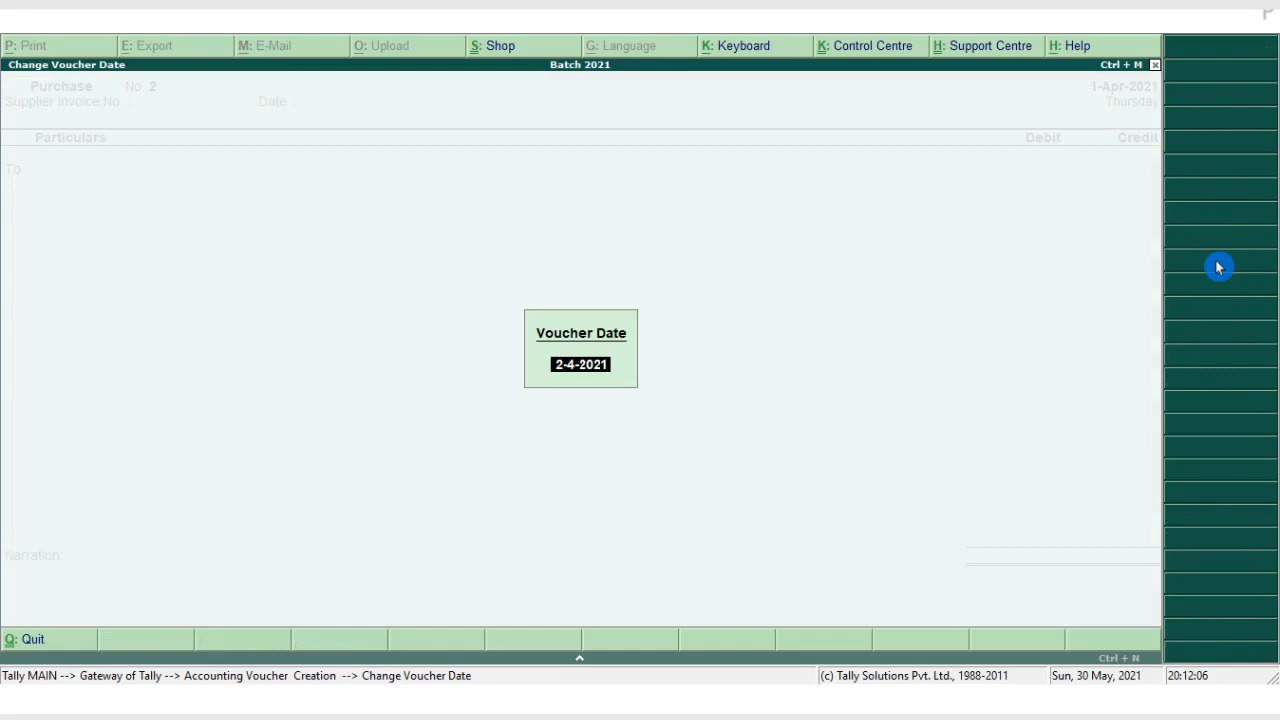 P
P: Print E: Export M: E-Mail O: Upload S: Shop G: Language K: Keyboard K: Control Centre H: Support Centre H: Help
Change Voucher Date Batch 2021 Ctrl + M
Purchase No. 2 1-Apr-2021
Supplier Invoice No. : Date : Thursday
Particulars Debit Credit
To
Voucher Date
2-4-2021
Narration:
Q: Quit
Ctrl + N
Tally MAIN --> Gateway of Tally --> Accounting Voucher Creation --> Change Voucher Date (c) Tally Solutions Pvt. Ltd., 1988-2011 Sun, 30 May, 2021 20:12:06